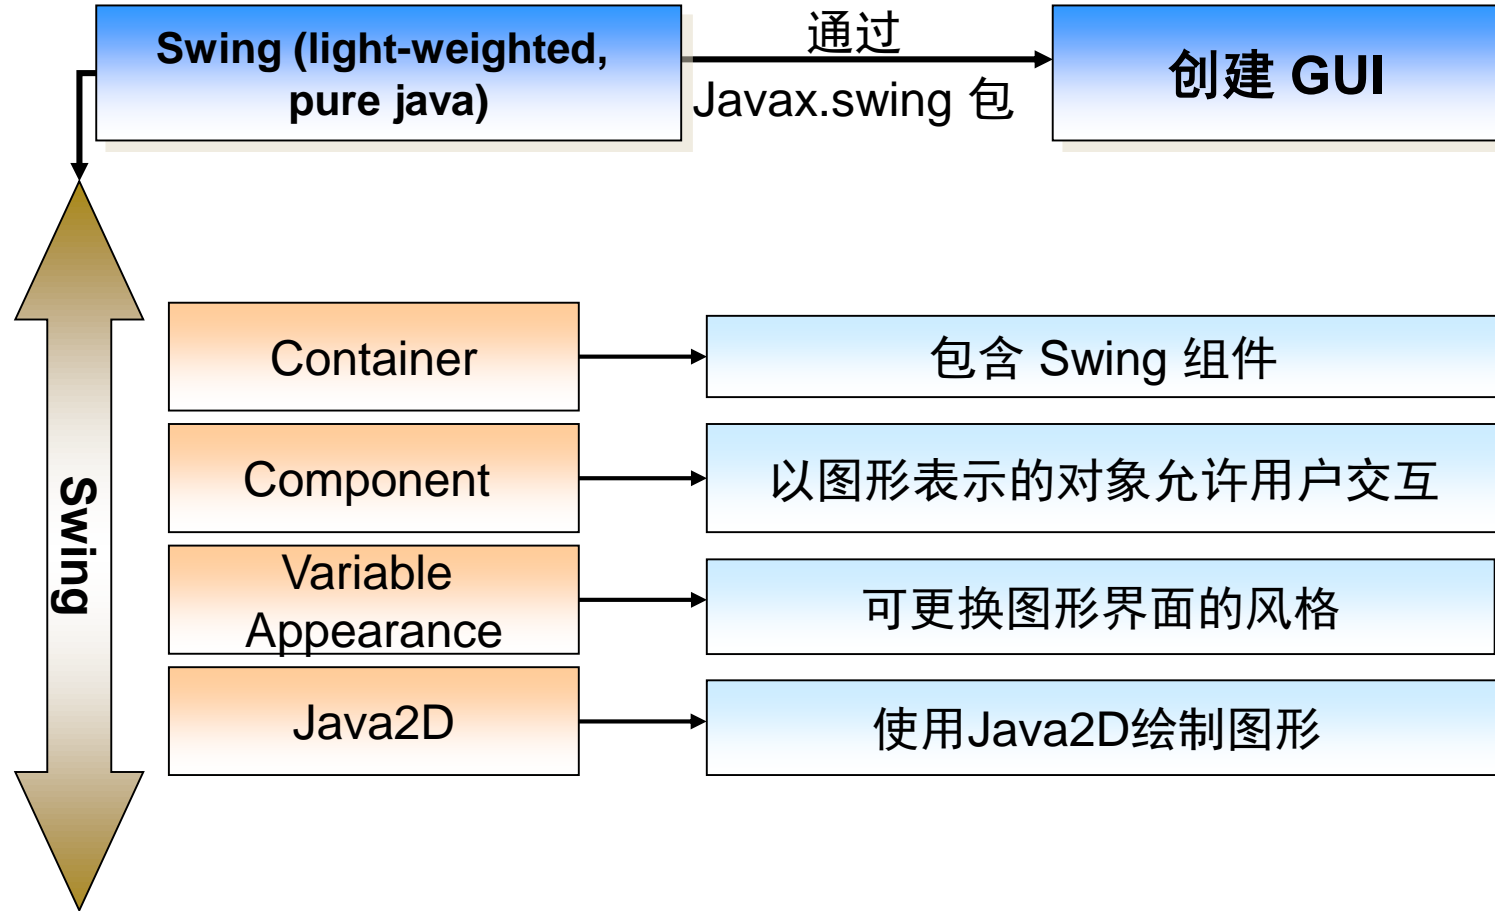 Swing (light-weighted,
pure java)
通过
Javax.swing 包
创建 GUI
Swing
Container
包含 Swing 组件
Component
以图形表示的对象允许用户交互
Variable
Appearance
可更换图形界面的风格
Java2D
使用Java2D绘制图形